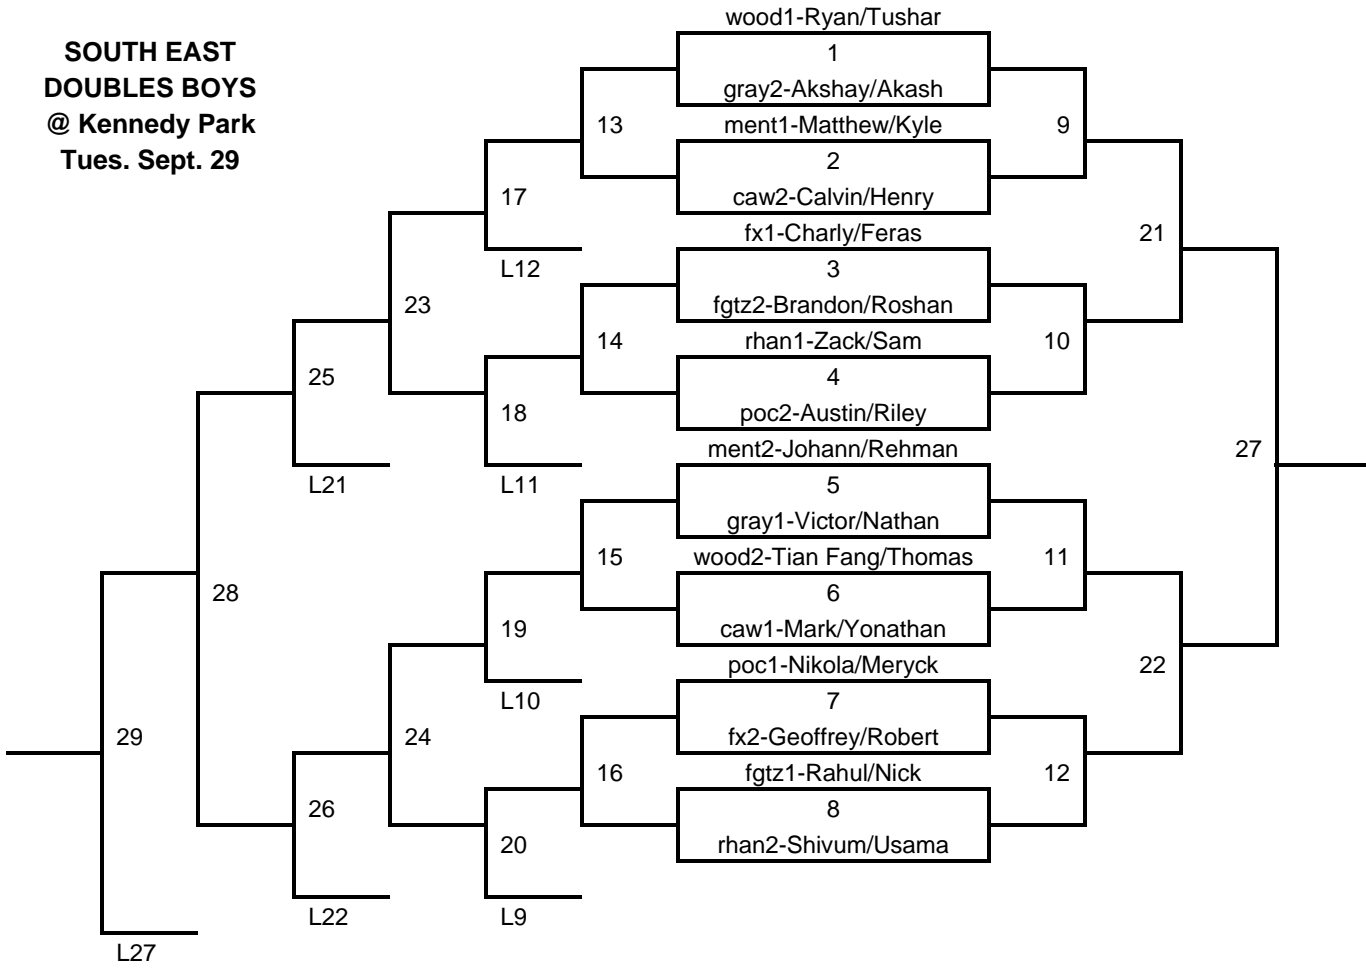 SOUTH EAST
DOUBLES BOYS
@ Kennedy Park
Tues. Sept. 29
wood1-Ryan/Tushar
1
gray2-Akshay/Akash
13
ment1-Matthew/Kyle
9
2
17
caw2-Calvin/Henry
fx1-Charly/Feras
21
L12
3
23
fgtz2-Brandon/Roshan
14
rhan1-Zack/Sam
10
25
4
18
poc2-Austin/Riley
ment2-Johann/Rehman
27
L21
L11
5
gray1-Victor/Nathan
15
wood2-Tian Fang/Thomas
11
28
6
19
caw1-Mark/Yonathan
poc1-Nikola/Meryck
22
L10
7
29
24
fx2-Geoffrey/Robert
16
fgtz1-Rahul/Nick
12
26
8
20
rhan2-Shivum/Usama
L22
L9
L27